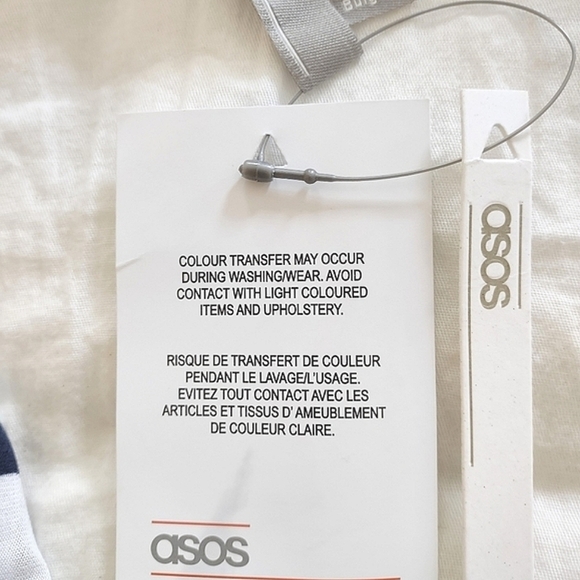 COLOUR TRANSFER MAY OCCUR
DURING WASHING/WEAR. AVOID
CONTACT WITH LIGHT COLOURED
ITEMS AND UPHOLSTERY.
RISQUE DE TRANSFERT DE COULEUR
PENDANT LE LAVAGE/L'USAGE.
EVITEZ TOUT CONTACT AVEC LES
ARTICLES ET TISSUS D' AMEUBLEMENT
DE COULEUR CLAIRE.
asos
asos